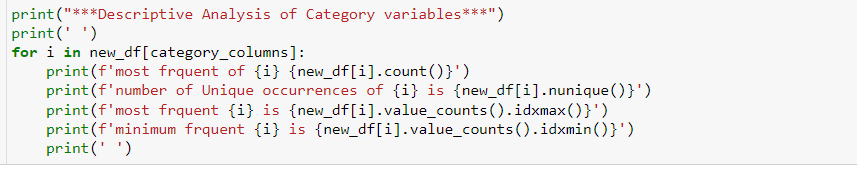 print("***Descriptive Analysis of Category variables***")
print(' ')
for i in new_df[category_columns]:
    print(f'most frquent of {i} {new_df[i].count()}')
    print(f'number of Unique occurrences of {i} is {new_df[i].nunique()}')
    print(f'most frquent {i} is {new_df[i].value_counts().idxmax()}')
    print(f'minimum frquent {i} is {new_df[i].value_counts().idxmin()}')
    print(' ')